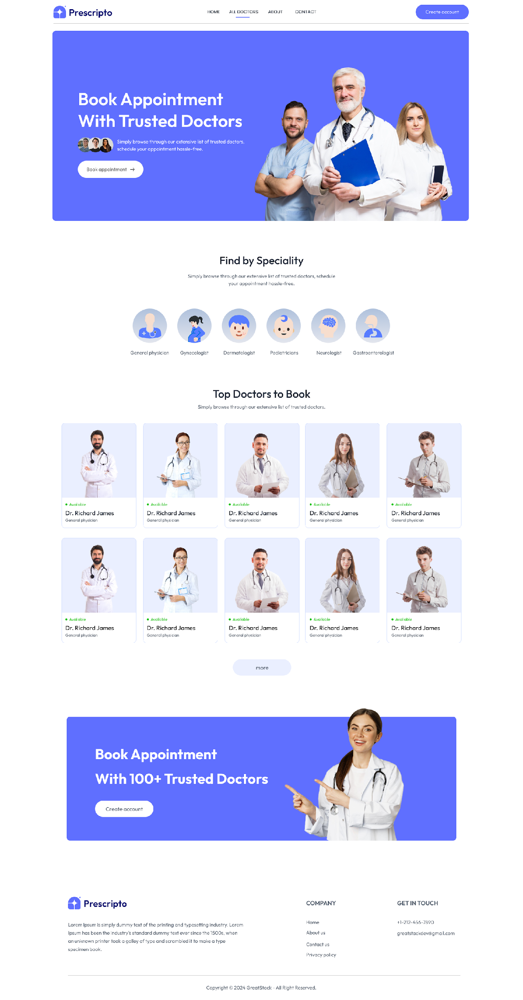 Prescripto
HOME ALL DOCTORS ABOUT CONTACT
Create account
Book Appointment
With Trusted Doctors
Simply browse through our extensive list of trusted doctors,
schedule your appointment hassle-free.
Book appointment →
Find by Speciality
Simply browse through our extensive list of trusted doctors, schedule
your appointment hassle-free.
General physician Gynecologist Dermatologist Pediatricians Neurologist Gastroenterologist
Top Doctors to Book
Simply browse through our extensive list of trusted doctors.
Available Available Available Available Available
Dr. Richard James Dr. Richard James Dr. Richard James Dr. Richard James Dr. Richard James
General physician General physician General physician General physician General physician
Available Available Available Available Available
Dr. Richard James Dr. Richard James Dr. Richard James Dr. Richard James Dr. Richard James
General physician General physician General physician General physician General physician
more
Book Appointment
With 100+ Trusted Doctors
Create account
Prescripto
Lorem Ipsum is simply dummy text of the printing and typesetting industry. Lorem
Ipsum has been the industry's standard dummy text ever since the 1500s, when
an unknown printer took a galley of type and scrambled it to make a type
specimen book.
COMPANY
Home
About us
Contact us
Privacy policy
GET IN TOUCH
+1-212-456-7890
greatstackdev@gmail.com
Copyright © 2024 GreatStack - All Right Reserved.